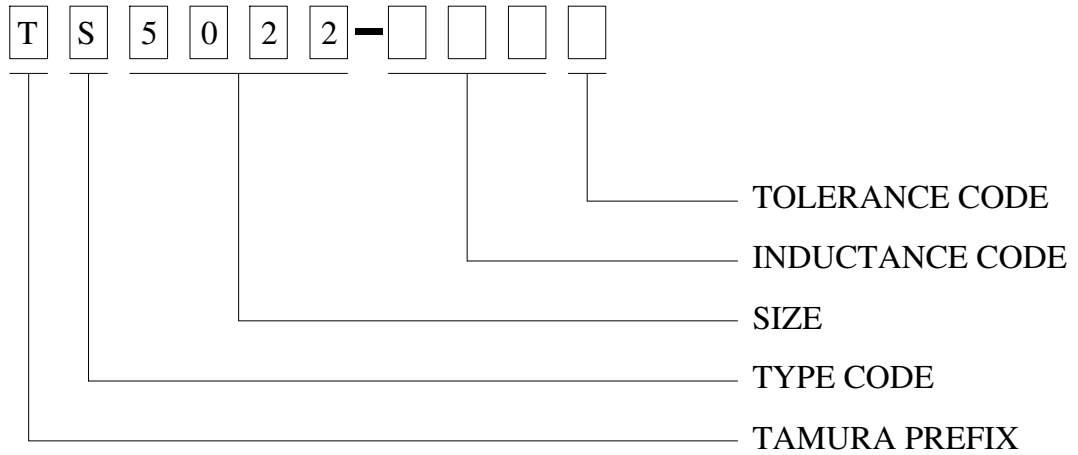 T S 5 0 2 2 -
TOLERANCE CODE
INDUCTANCE CODE
SIZE
TYPE CODE
TAMURA PREFIX